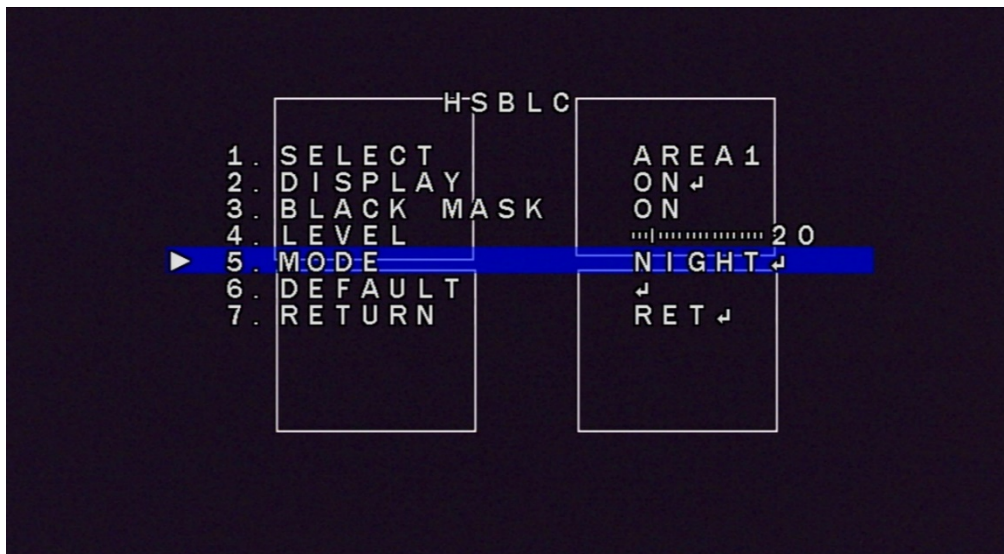 HSBLC
1. SELECT AREA1
2. DISPLAY ON↵
3. BLACK MASK ON
4. LEVEL 20
5. MODE NIGHT↵
6. DEFAULT ↵
7. RETURN RET↵